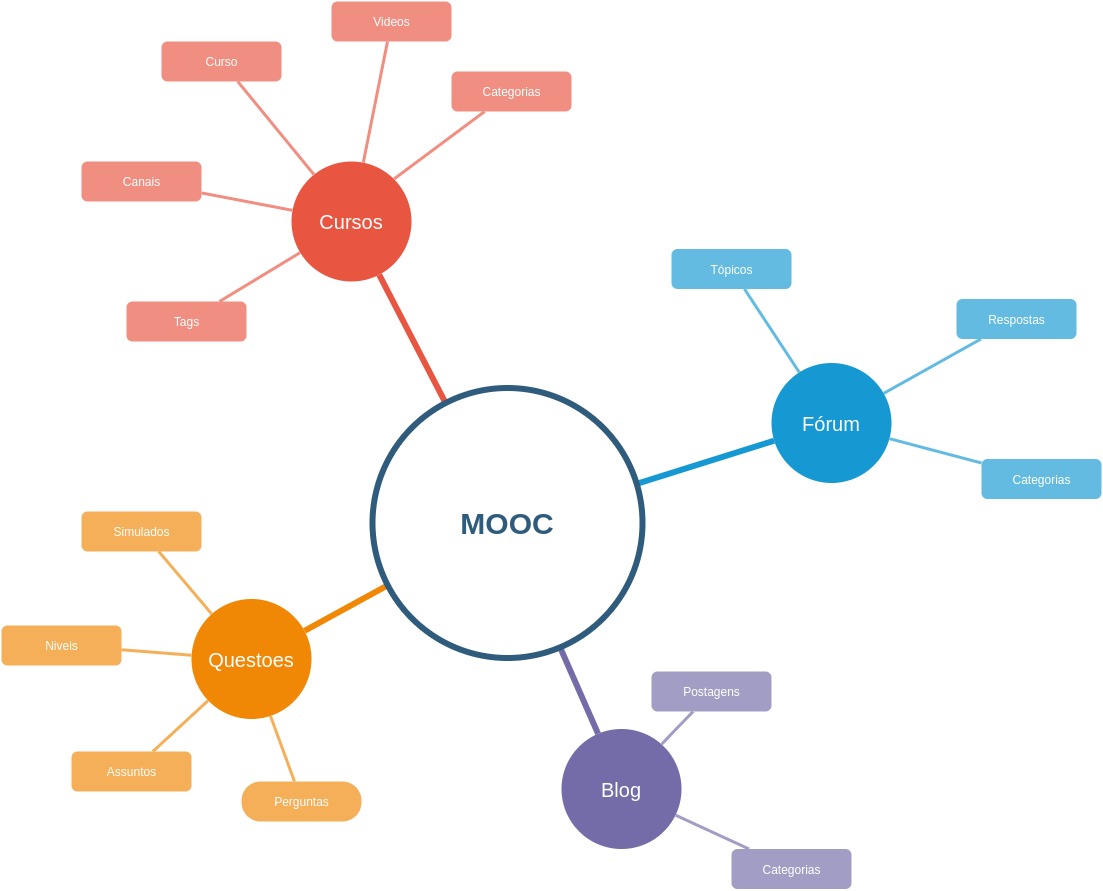 Videos
Curso
Categorias
Canais
Cursos
Tags
Tópicos
Respostas
Fórum
Categorias
MOOC
Simulados
Niveis
Questoes
Assuntos
Perguntas
Postagens
Blog
Categorias